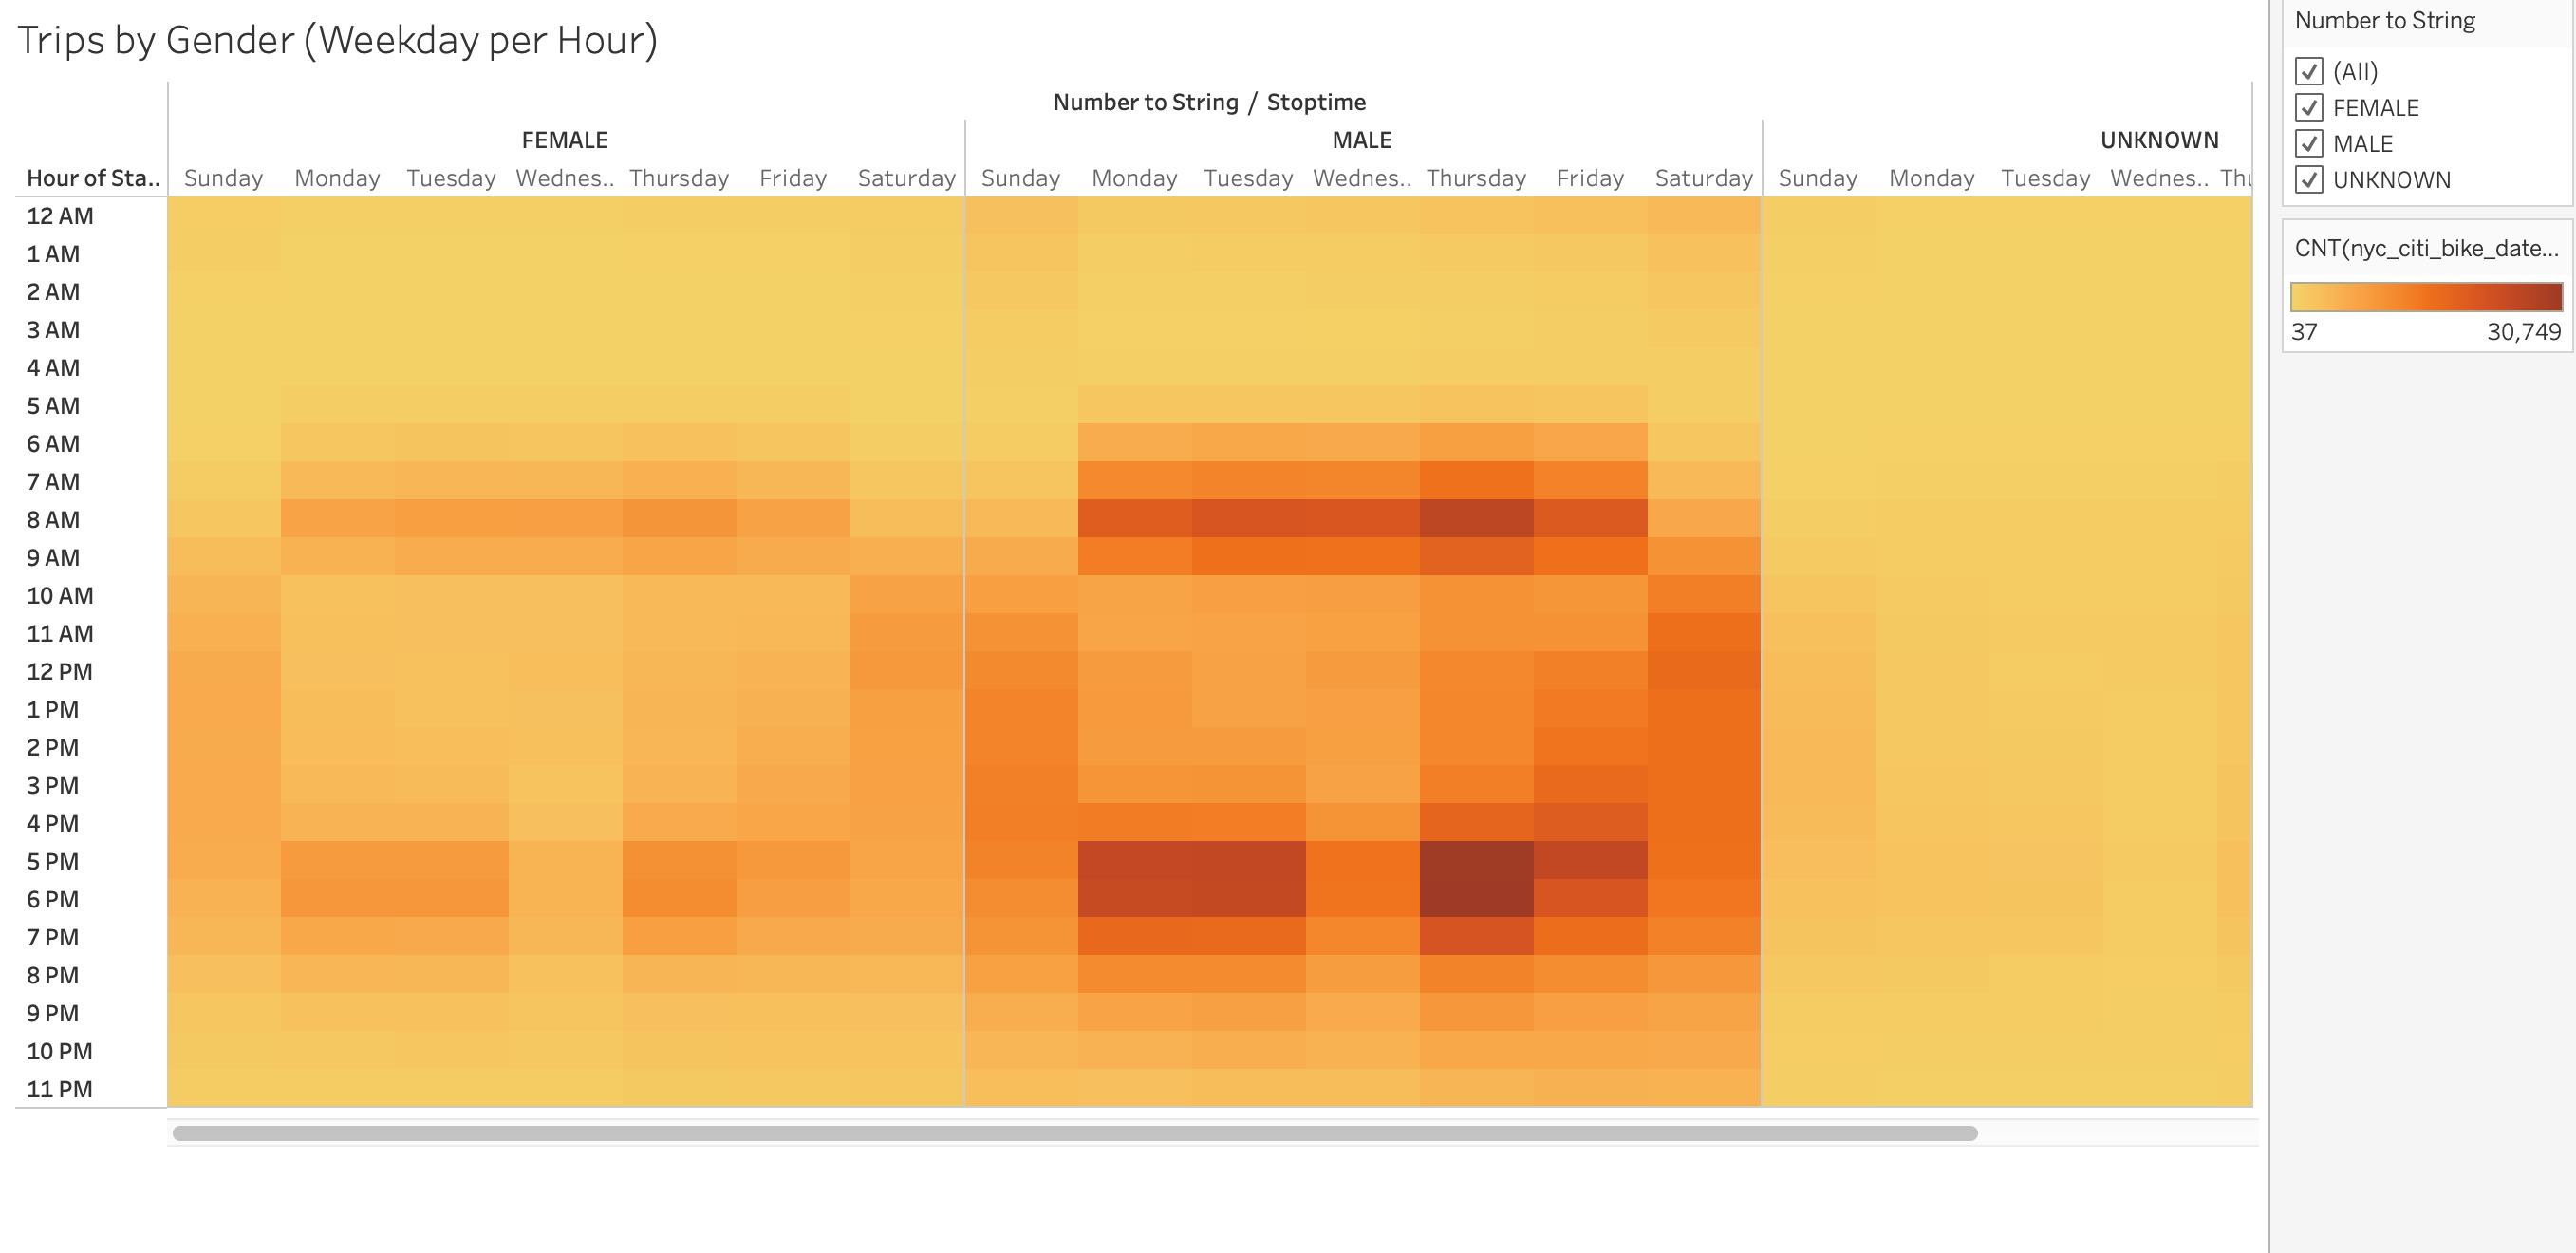 Trips by Gender (Weekday per Hour)
Number to String / Stoptime
FEMALE MALE UNKNOWN
Hour of Sta.. Sunday Monday Tuesday Wednes.. Thursday Friday Saturday Sunday Monday Tuesday Wednes.. Thursday Friday Saturday Sunday Monday Tuesday Wednes.. Thu
12 AM
1 AM
2 AM
3 AM
4 AM
5 AM
6 AM
7 AM
8 AM
9 AM
10 AM
11 AM
12 PM
1 PM
2 PM
3 PM
4 PM
5 PM
6 PM
7 PM
8 PM
9 PM
10 PM
11 PM
Number to String
(All)
FEMALE
MALE
UNKNOWN
CNT(nyc_citi_bike_date...
37 30,749